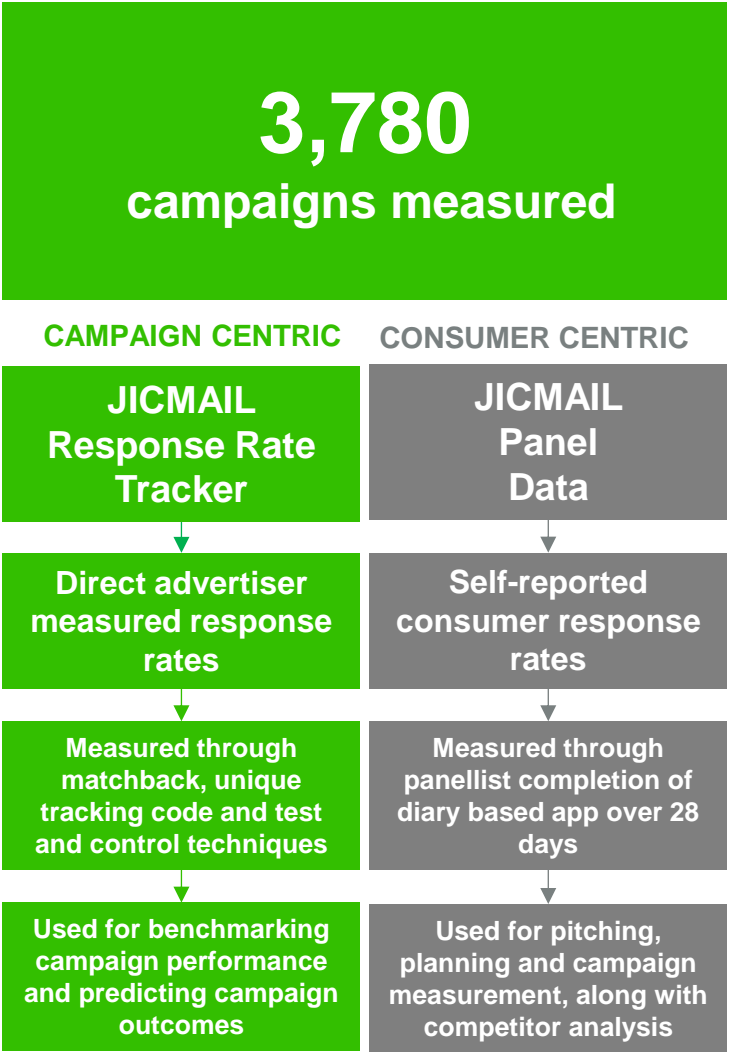 3,780
campaigns measured
CAMPAIGN CENTRIC
JICMAIL
Response Rate
Tracker
Direct advertiser
measured response
rates
Measured through
matchback, unique
tracking code and test
and control techniques
Used for benchmarking
campaign performance
and predicting campaign
outcomes
CONSUMER CENTRIC
JICMAIL
Panel
Data
Self-reported
consumer response
rates
Measured through
panellist completion of
diary based app over 28
days
Used for pitching,
planning and campaign
measurement, along with
competitor analysis